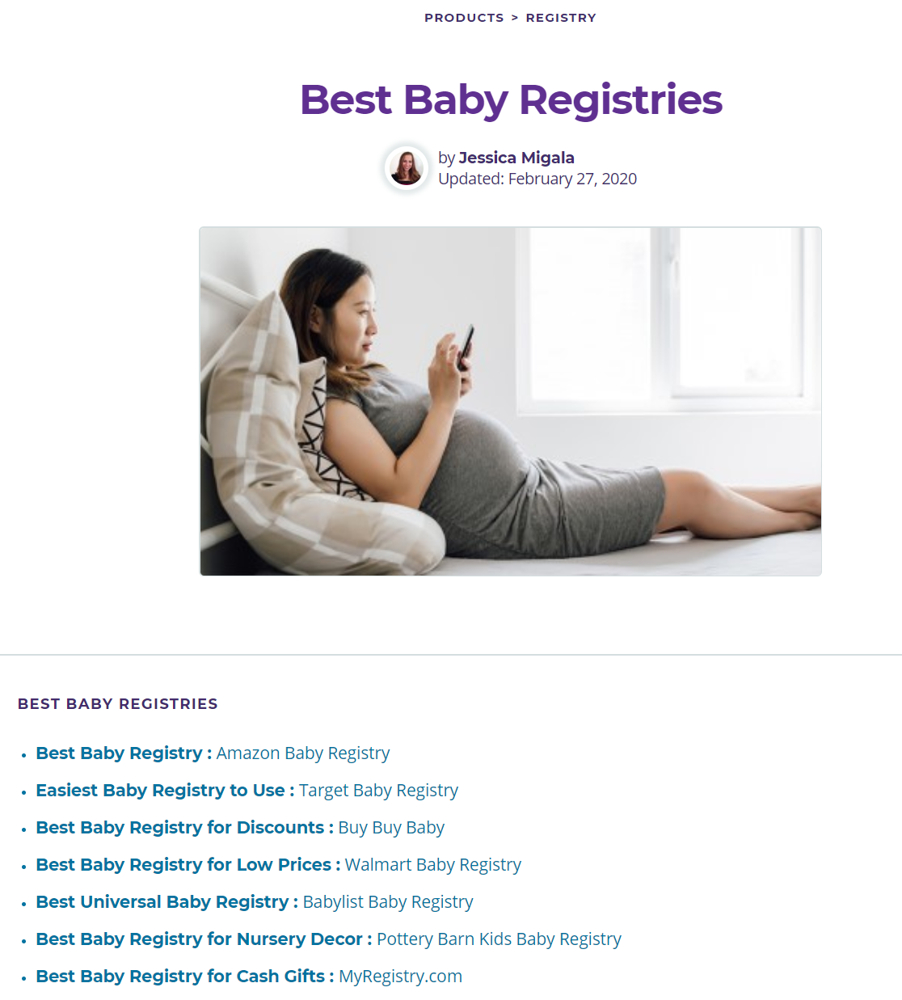 PRODUCTS > REGISTRY
Best Baby Registries
by Jessica Migala
Updated: February 27, 2020
BEST BABY REGISTRIES
• Best Baby Registry : Amazon Baby Registry
• Easiest Baby Registry to Use : Target Baby Registry
• Best Baby Registry for Discounts : Buy Buy Baby
• Best Baby Registry for Low Prices : Walmart Baby Registry
• Best Universal Baby Registry : Babylist Baby Registry
• Best Baby Registry for Nursery Decor : Pottery Barn Kids Baby Registry
• Best Baby Registry for Cash Gifts : MyRegistry.com